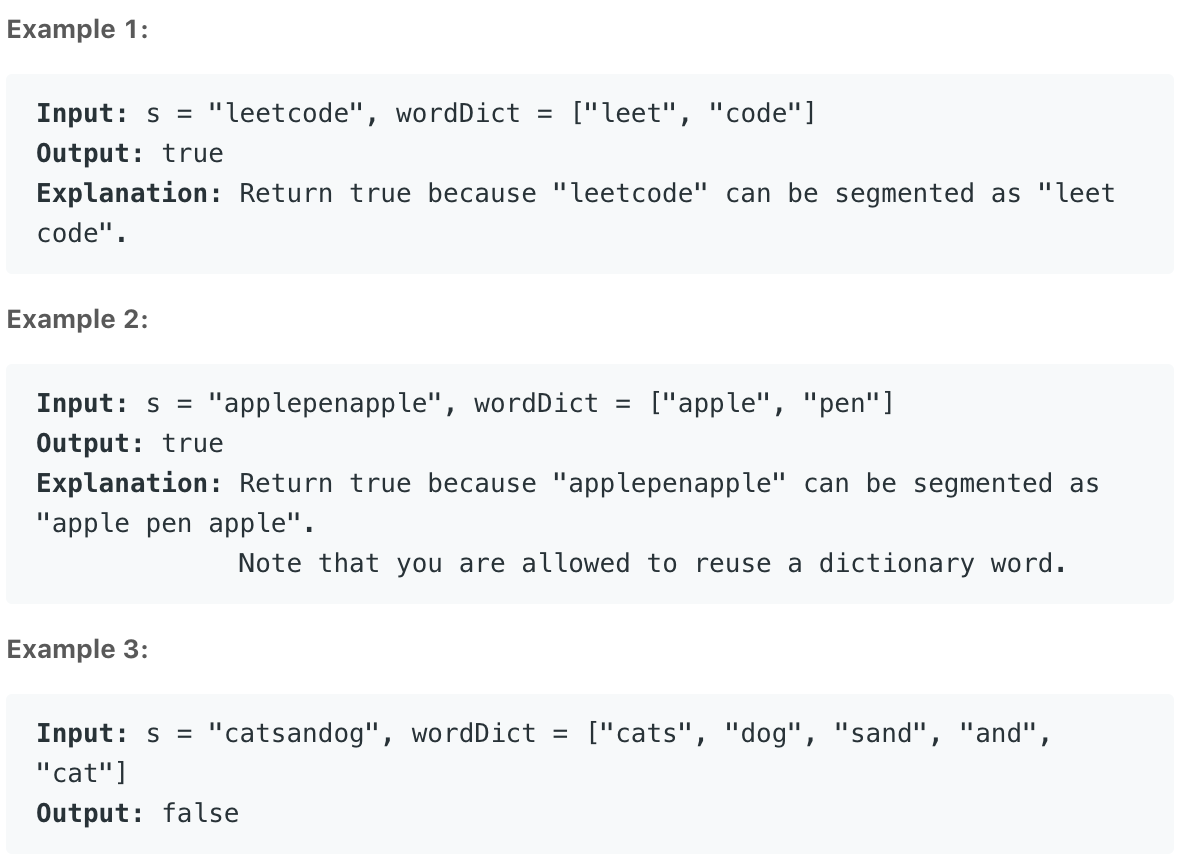 Example 1:
Input: s = "leetcode", wordDict = ["leet", "code"]
Output: true
Explanation: Return true because "leetcode" can be segmented as "leet
code".
Example 2:
Input: s = "applepenapple", wordDict = ["apple", "pen"]
Output: true
Explanation: Return true because "applepenapple" can be segmented as
"apple pen apple".
Note that you are allowed to reuse a dictionary word.
Example 3:
Input: s = "catsandog", wordDict = ["cats", "dog", "sand", "and",
"cat"]
Output: false